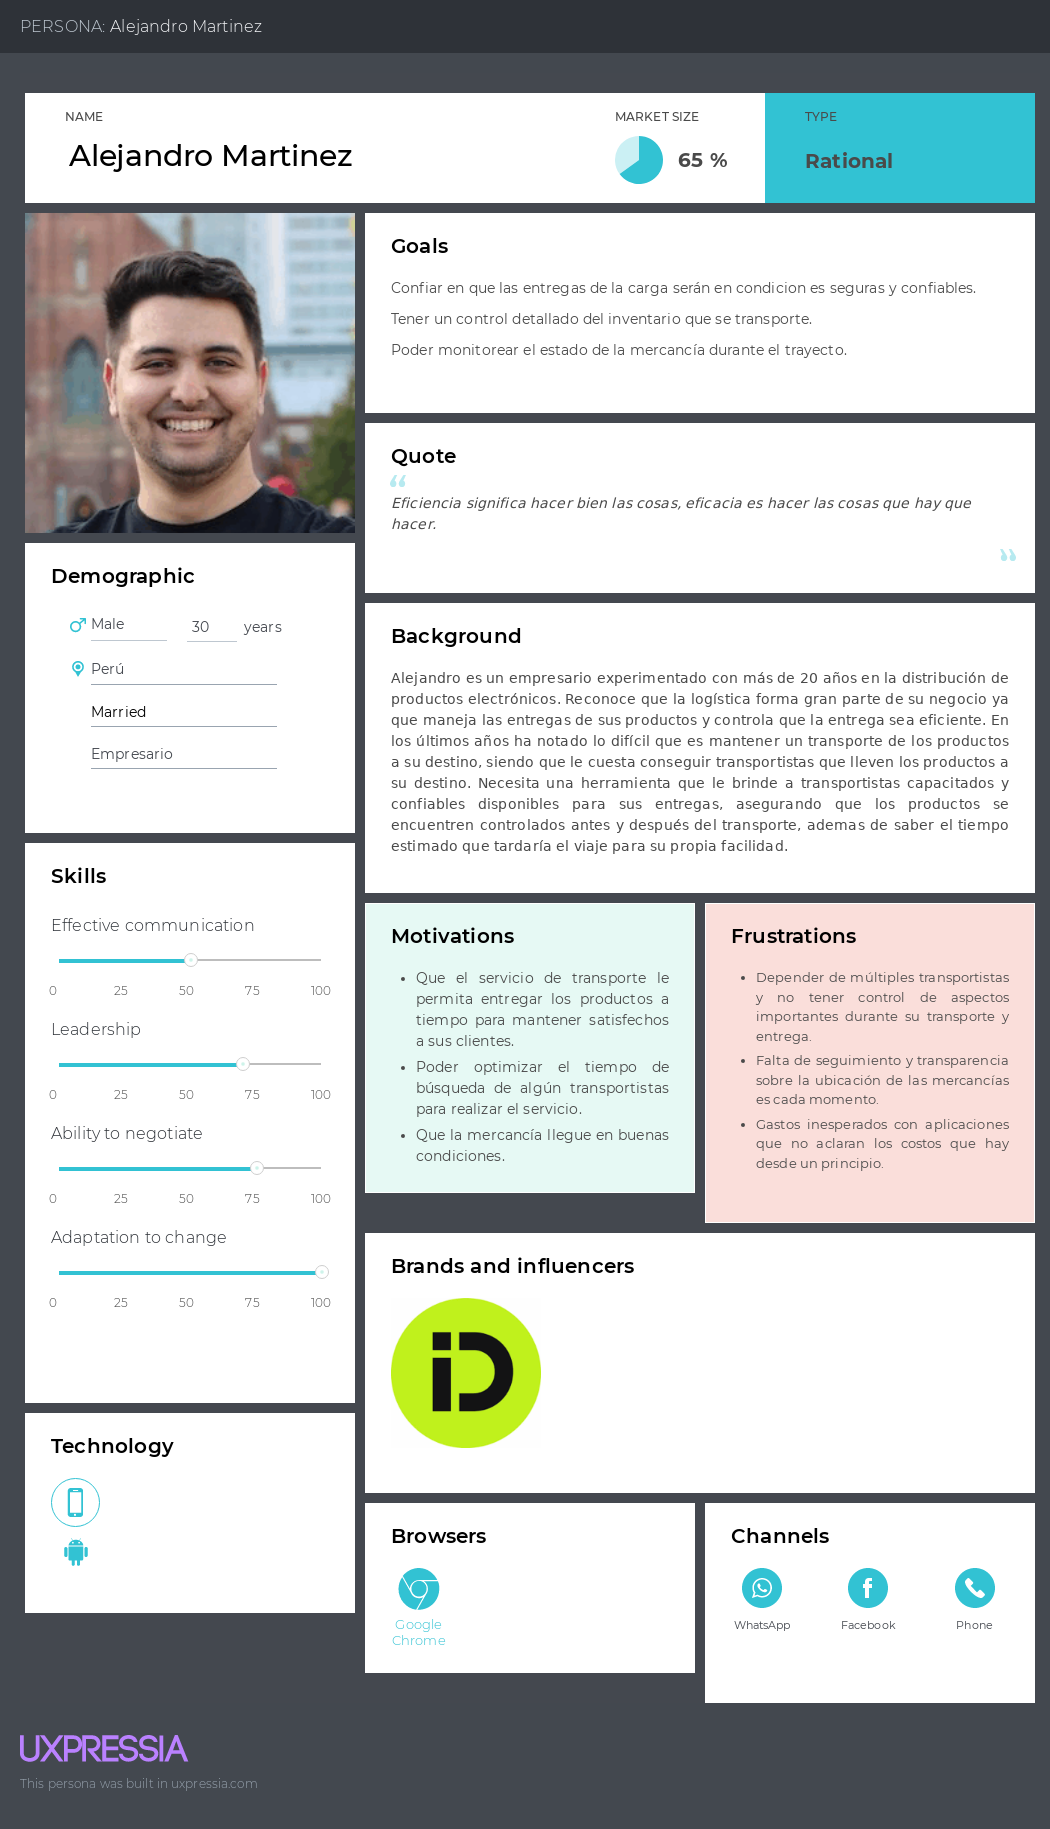 PERSONA: Alejandro Martinez
NAME
Alejandro Martinez
MARKET SIZE
65 %
TYPE
Rational
Goals
Confiar en que las entregas de la carga serán en condicion es seguras y confiables.
Tener un control detallado del inventario que se transporte.
Poder monitorear el estado de la mercancía durante el trayecto.
Quote
“
Eficiencia significa hacer bien las cosas, eficacia es hacer las cosas que hay que
hacer.
”
Demographic
Male
30 years
Perú
Married
Empresario
Background
Alejandro es un empresario experimentado con más de 20 años en la distribución de
productos electrónicos. Reconoce que la logística forma gran parte de su negocio ya
que maneja las entregas de sus productos y controla que la entrega sea eficiente. En
los últimos años ha notado lo difícil que es mantener un transporte de los productos
a su destino, siendo que le cuesta conseguir transportistas que lleven los productos a
su destino. Necesita una herramienta que le brinde a transportistas capacitados y
confiables disponibles para sus entregas, asegurando que los productos se
encuentren controlados antes y después del transporte, ademas de saber el tiempo
estimado que tardaría el viaje para su propia facilidad.
Skills
Effective communication
0 25 50 75 100
Leadership
0 25 50 75 100
Ability to negotiate
0 25 50 75 100
Adaptation to change
0 25 50 75 100
Motivations
• Que el servicio de transporte le
permita entregar los productos a
tiempo para mantener satisfechos
a sus clientes.
• Poder optimizar el tiempo de
búsqueda de algún transportistas
para realizar el servicio.
• Que la mercancía llegue en buenas
condiciones.
Frustrations
• Depender de múltiples transportistas
y no tener control de aspectos
importantes durante su transporte y
entrega.
• Falta de seguimiento y transparencia
sobre la ubicación de las mercancías
es cada momento.
• Gastos inesperados con aplicaciones
que no aclaran los costos que hay
desde un principio.
Brands and influencers
iD
Technology
Browsers
Google
Chrome
Channels
WhatsApp
Facebook
Phone
UXPRESSIA
This persona was built in uxpressia.com